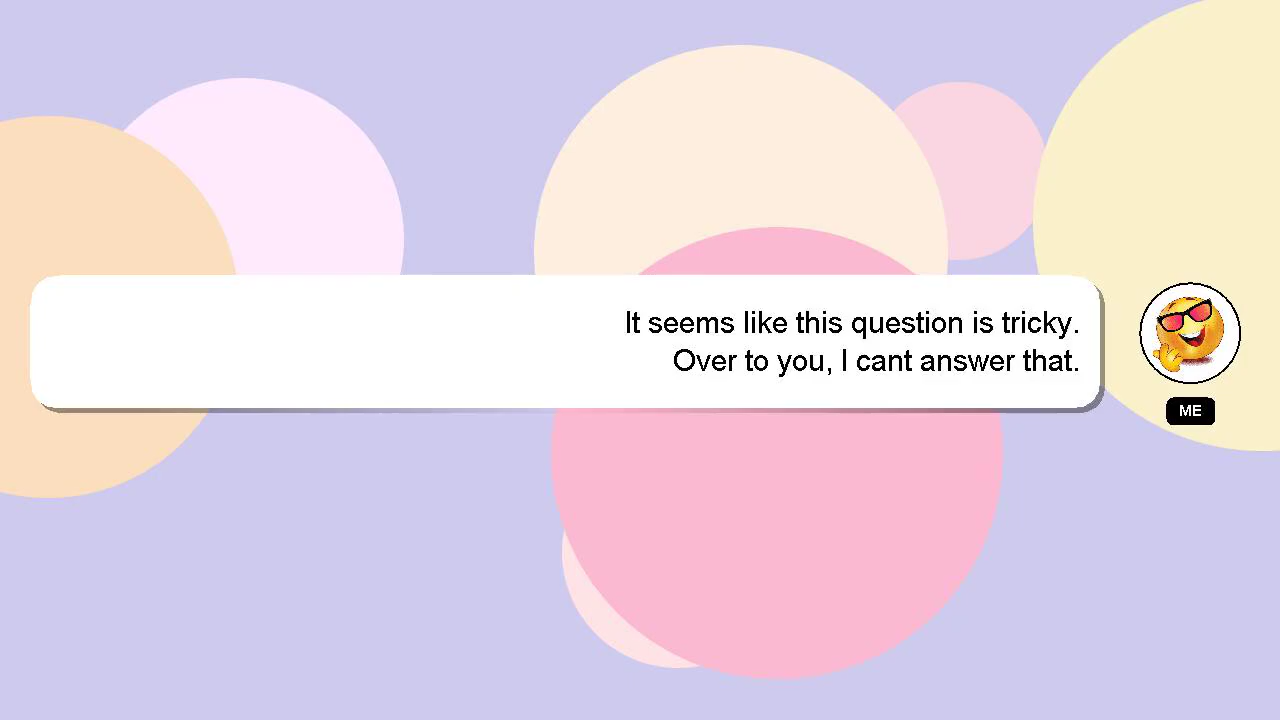 It seems like this question is tricky.
Over to you, I cant answer that.
ME